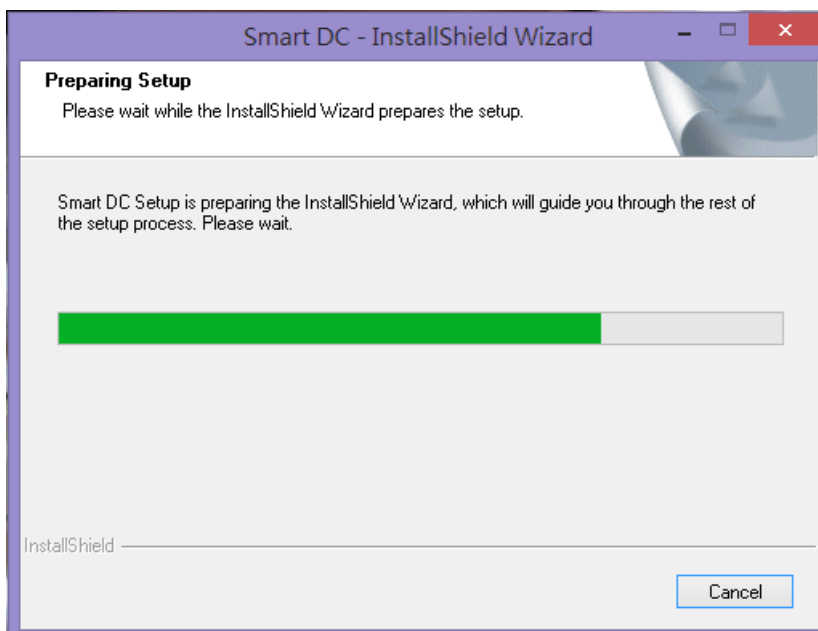 Smart DC - InstallShield Wizard
Preparing Setup
Please wait while the InstallShield Wizard prepares the setup.
Smart DC Setup is preparing the InstallShield Wizard, which will guide you through the rest of
the setup process. Please wait.
InstallShield
Cancel